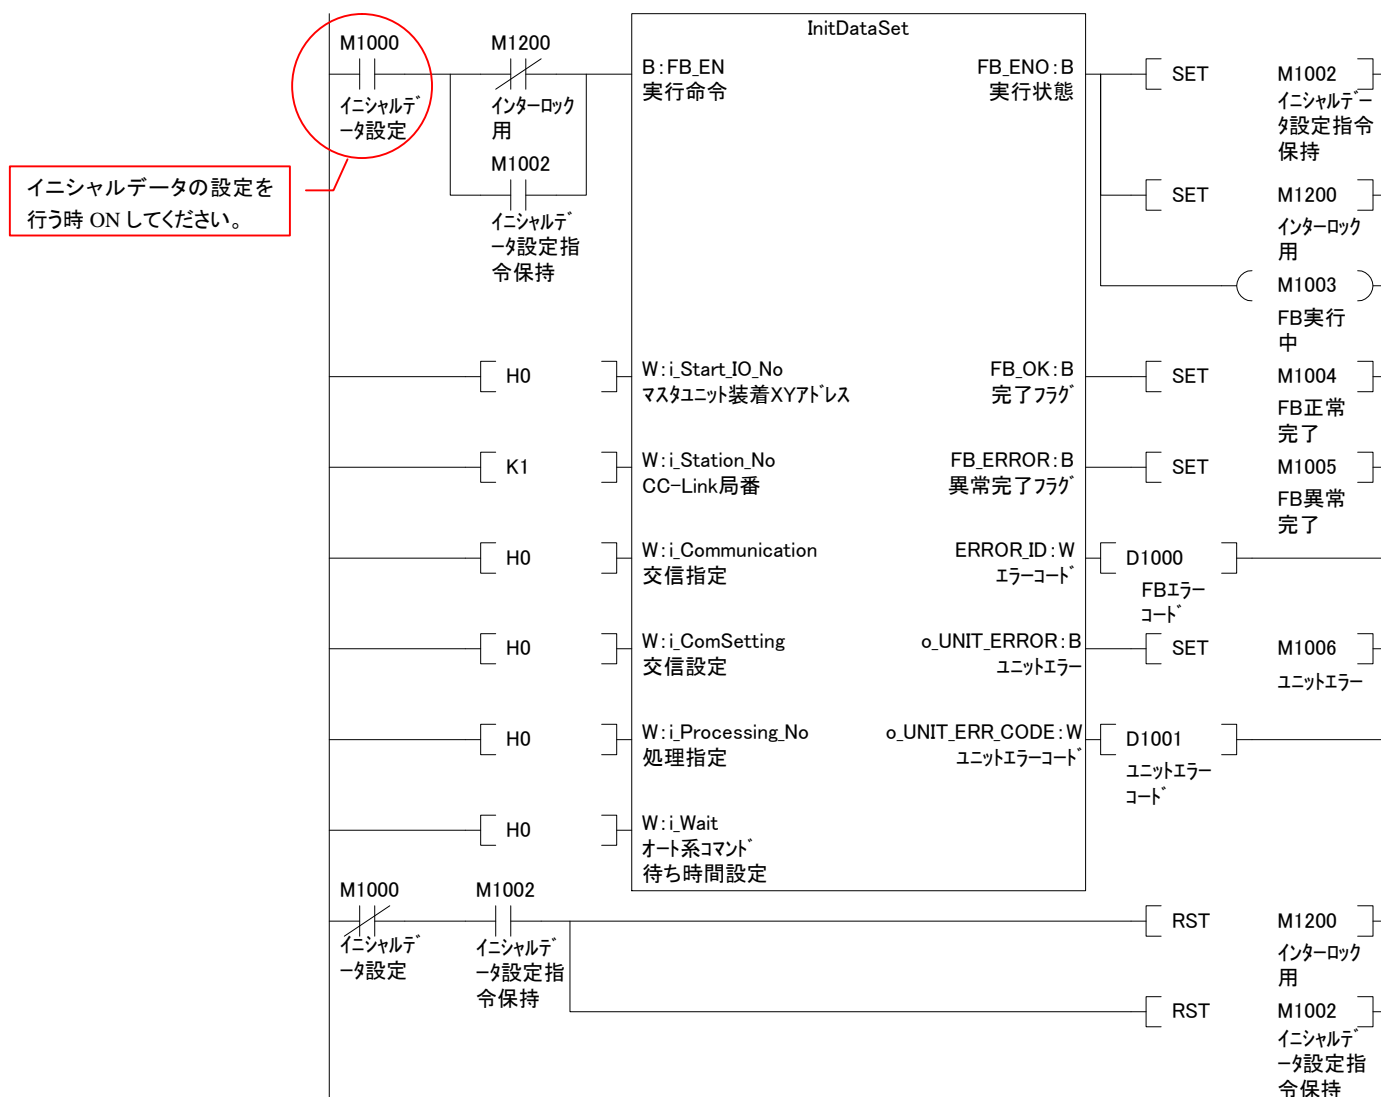 InitDataSet
M1000
M1200
B:FB_EN
FB_ENO:B
SET
M1002
実行命令
実行状態
イニシャルデ
ータ設定
インターロック
用
イニシャルデー
タ設定指令
保持
M1002
イニシャルデ
ータ設定指
令保持
イニシャルデータの設定を
行う時 ON してください。
SET
M1200
インターロック
用
M1003
FB実行
中
H0
W:i_Start_IO_No
マスタユニット装着XYアドレス
FB_OK:B
完了フラグ
SET
M1004
FB正常
完了
K1
W:i_Station_No
CC-Link局番
FB_ERROR:B
異常完了フラグ
SET
M1005
FB異常
完了
H0
W:i_Communication
交信指定
ERROR_ID:W
エラーコード
D1000
FBエラー
コード
H0
W:i_ComSetting
交信設定
o_UNIT_ERROR:B
ユニットエラー
SET
M1006
ユニットエラー
H0
W:i_Processing_No
処理指定
o_UNIT_ERR_CODE:W
ユニットエラーコード
D1001
ユニットエラー
コード
H0
W:i_Wait
オート系コマンド
待ち時間設定
M1000
イニシャルデ
ータ設定
M1002
イニシャルデ
ータ設定指
令保持
RST
M1200
インターロック
用
RST
M1002
イニシャルデ
ータ設定指
令保持